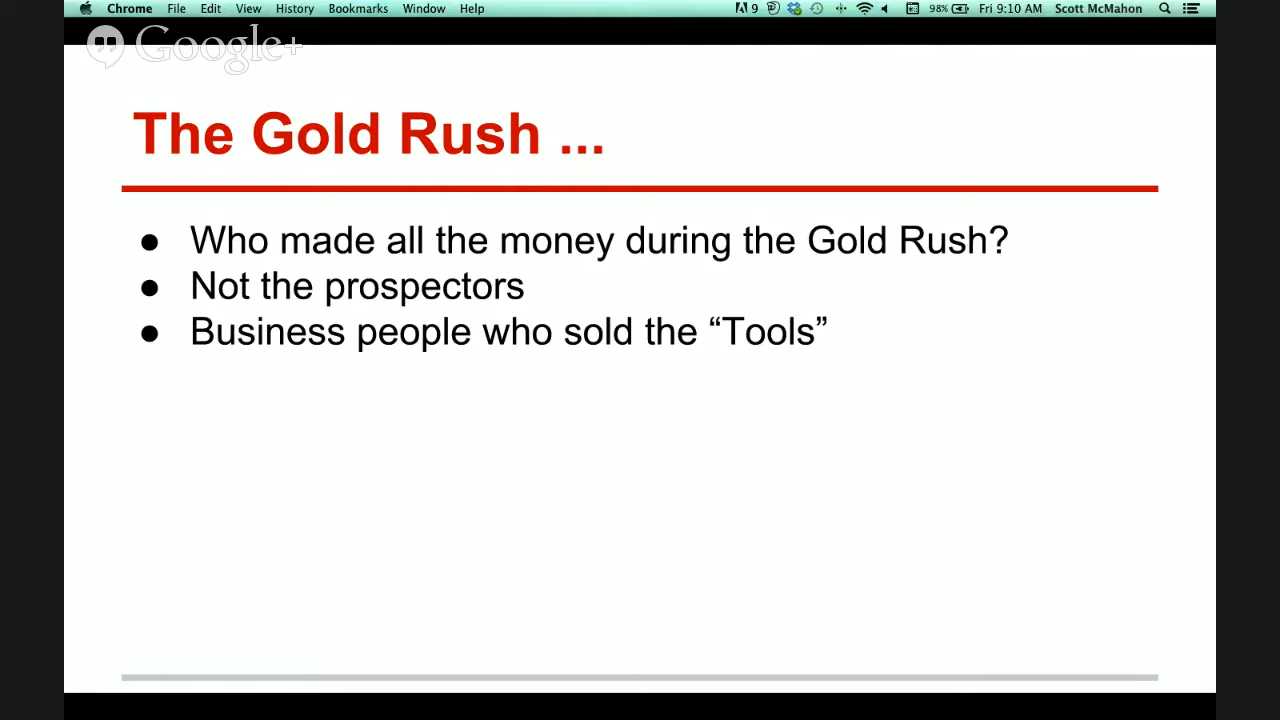 Chrome File Edit View History Bookmarks Window Help 9 98% Fri 9:10 AM Scott McMahon
Google+
The Gold Rush ...
● Who made all the money during the Gold Rush?
● Not the prospectors
● Business people who sold the “Tools”